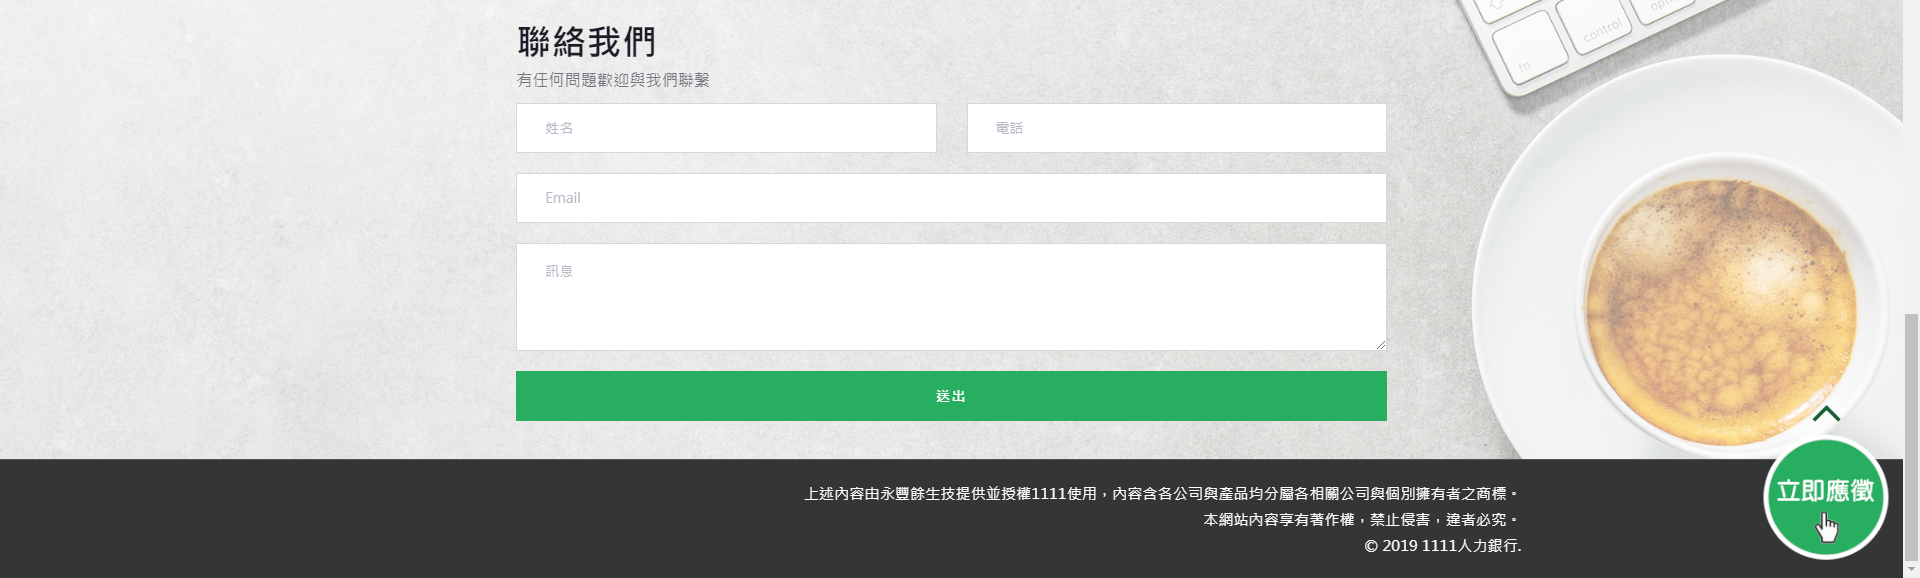 聯絡我們
有任何問題歡迎與我們聯繫
姓名
電話
Email
訊息
送出
control
option
fn
立即應徵
上述內容由永豐餘生技提供並授權1111使用，內容含各公司與產品均分屬各相關公司與個別擁有者之商標。
本網站內容享有著作權，禁止侵害，違者必究。
© 2019 1111人力銀行.